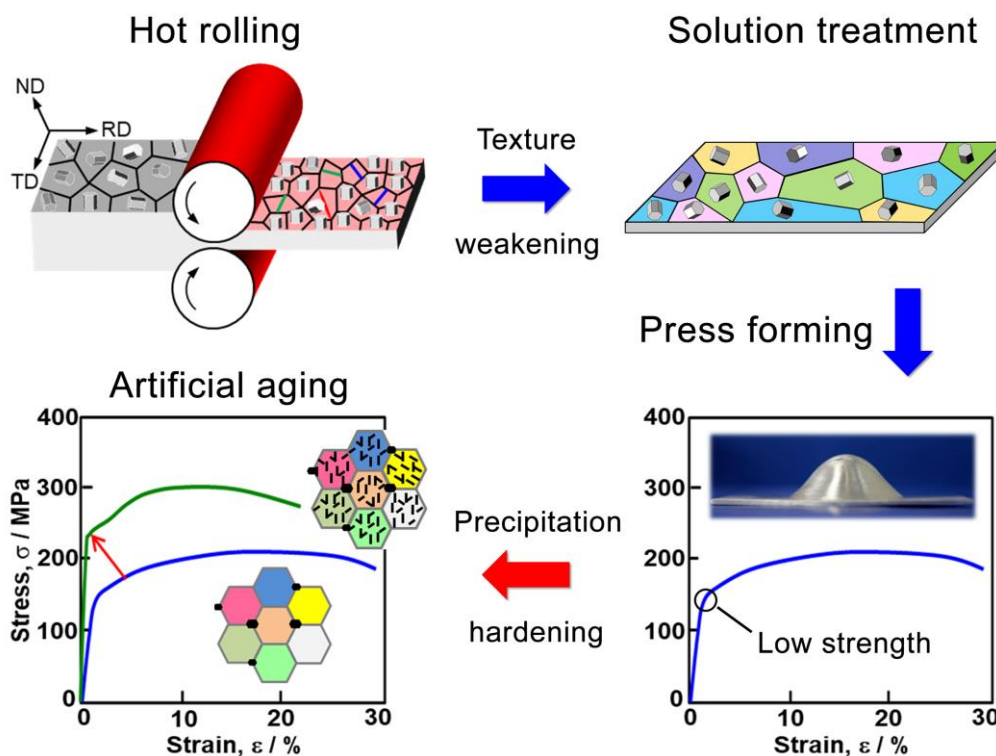 Hot rolling
Solution treatment
ND
RD
TD
Texture
weakening
Press forming
Artificial aging
400
300
200
100
0
0
10
20
30
Stress, σ / MPa
Strain, ε / %
Precipitation
hardening
400
300
200
100
0
0
10
20
30
Low strength
Strain, ε / %